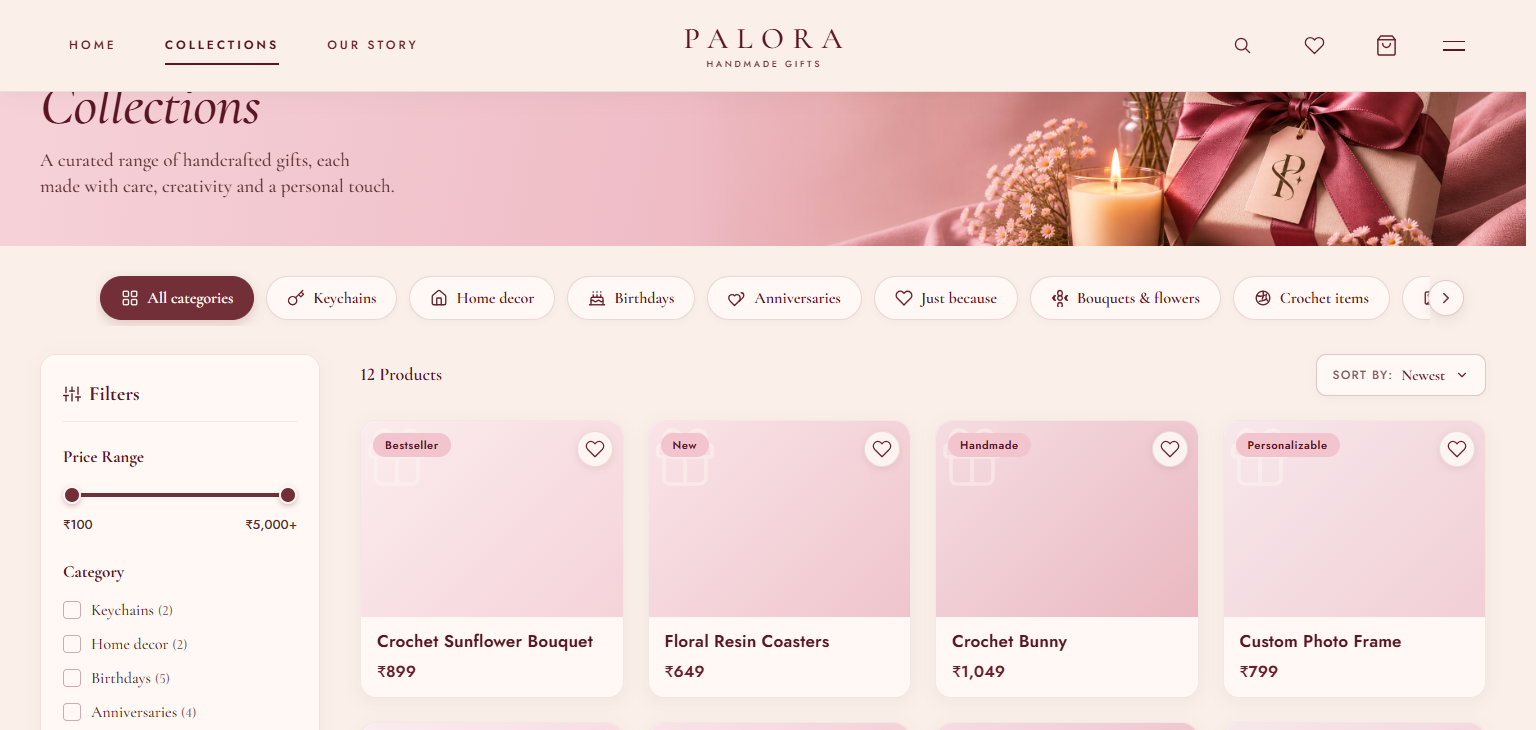 HOME COLLECTIONS OUR STORY
PALORA
HANDMADE GIFTS
Collections
A curated range of handcrafted gifts, each
made with care, creativity and a personal touch.
All categories Keychains Home decor Birthdays Anniversaries Just because Bouquets & flowers Crochet items
Filters
Price Range
₹100 ₹5,000+
Category
Keychains (2)
Home decor (2)
Birthdays (5)
Anniversaries (4)
12 Products
SORT BY: Newest
Bestseller
Crochet Sunflower Bouquet
₹899
New
Floral Resin Coasters
₹649
Handmade
Crochet Bunny
₹1,049
Personalizable
Custom Photo Frame
₹799